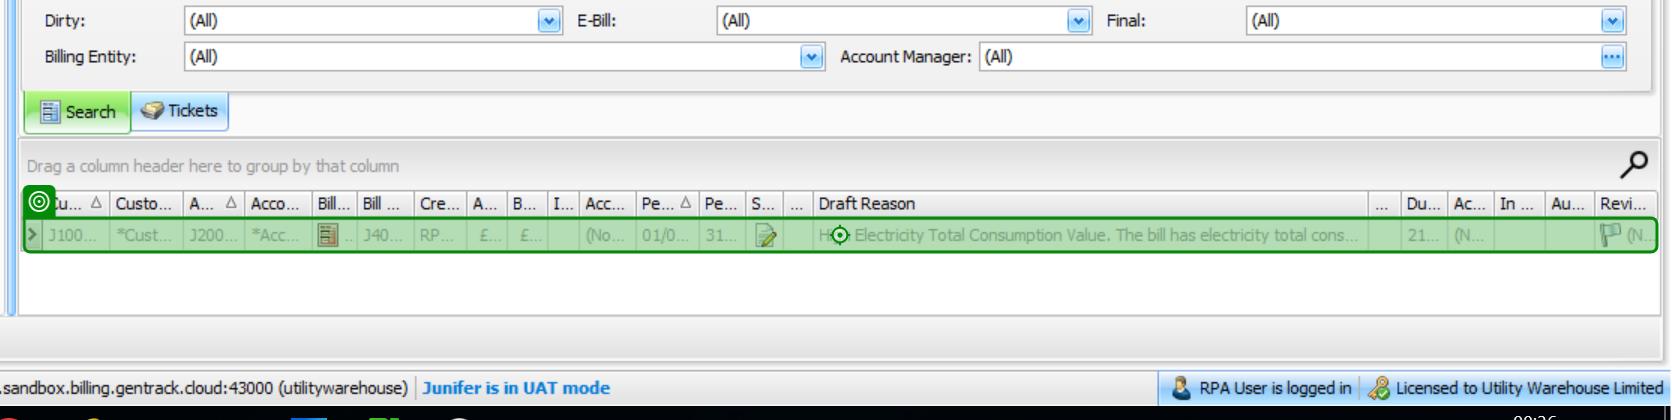 Dirty: (All) E-Bill: (All) Final: (All)
Billing Entity: (All) Account Manager: (All) ...
Search Tickets
Drag a column header here to group by that column
Custo... A... Acco... Bill... Bill ... Cre... A... B... I... Acc... Pe... Pe... S... ... Draft Reason ... Du... Ac... In ... Au... Revi...
J100... *Cust... J200... *Acc... .. J40... RP... £... £... (No... 01/0... 31... Electricity Total Consumption Value. The bill has electricity total cons... 21... (N... (N...
.sandbox.billing.gentrack.cloud:43000 (utilitywarehouse) Junifer is in UAT mode RPA User is logged in Licensed to Utility Warehouse Limited